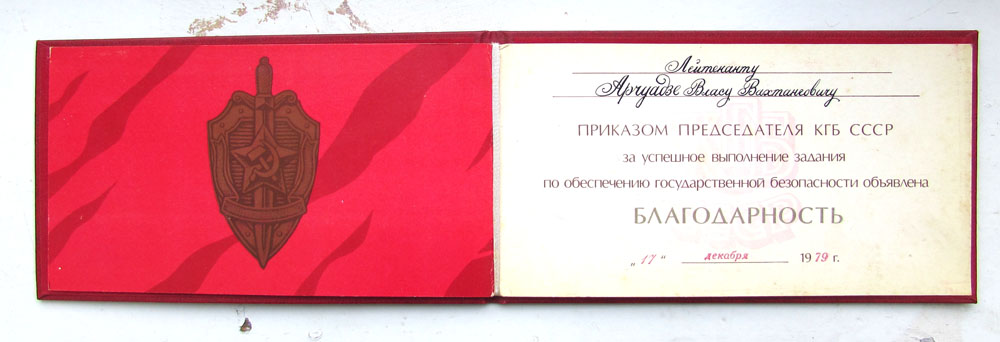 Лейтенанту
Арчуадзе Власу Вахтанговичу
ПРИКАЗОМ ПРЕДСЕДАТЕЛЯ КГБ СССР
за успешное выполнение задания
по обеспечению государственной безопасности объявлена
БЛАГОДАРНОСТЬ
„17“ декабря 1979 г.